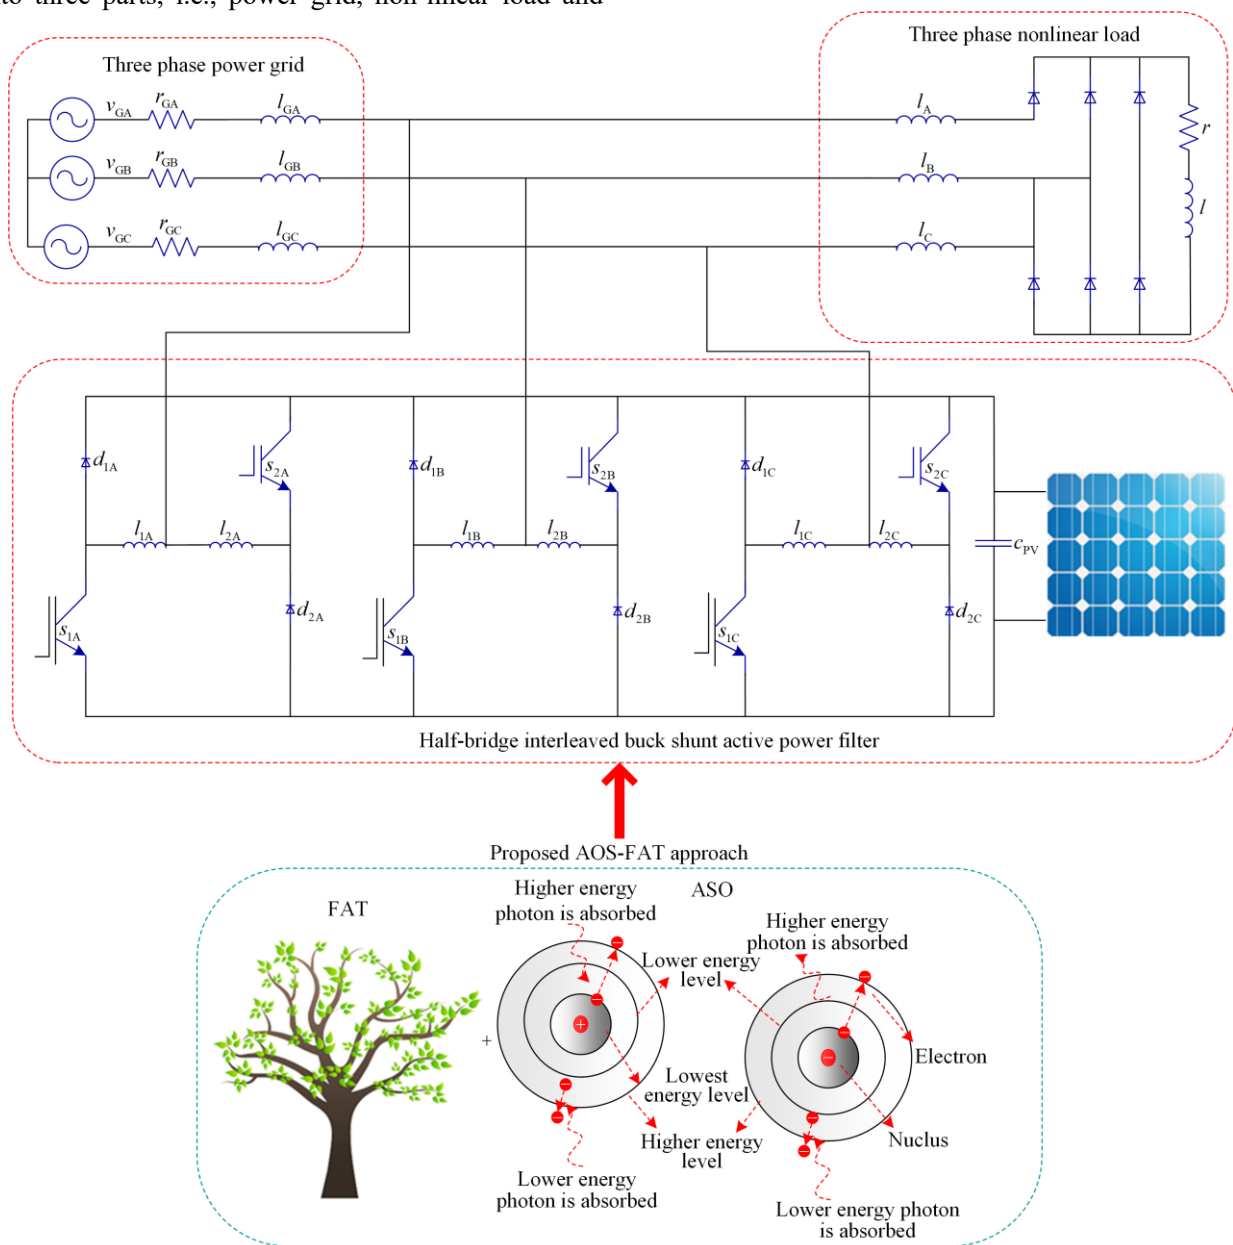 nto three parts, i.e., power grid, non-linear load and
Three phase power grid
Three phase nonlinear load
vGA
rGA
lGA
lA
vGB
rGB
lGB
lB
r
vGC
rGC
lGC
lC
l
d1A
s2A
d1B
s2B
d1C
s2C
l1A
l2A
l1B
l2B
l1C
l2C
cPV
s1A
d2A
s1B
d2B
s1C
d2C
Half-bridge interleaved buck shunt active power filter
Proposed AOS-FAT approach
FAT
Higher energy
photon is absorbed
ASO
Higher energy
photon is absorbed
Lower energy
level
+
+
−
Electron
Lowest
energy level
Higher energy
level
Nuclus
Lower energy
photon is absorbed
Lower energy photon
is absorbed